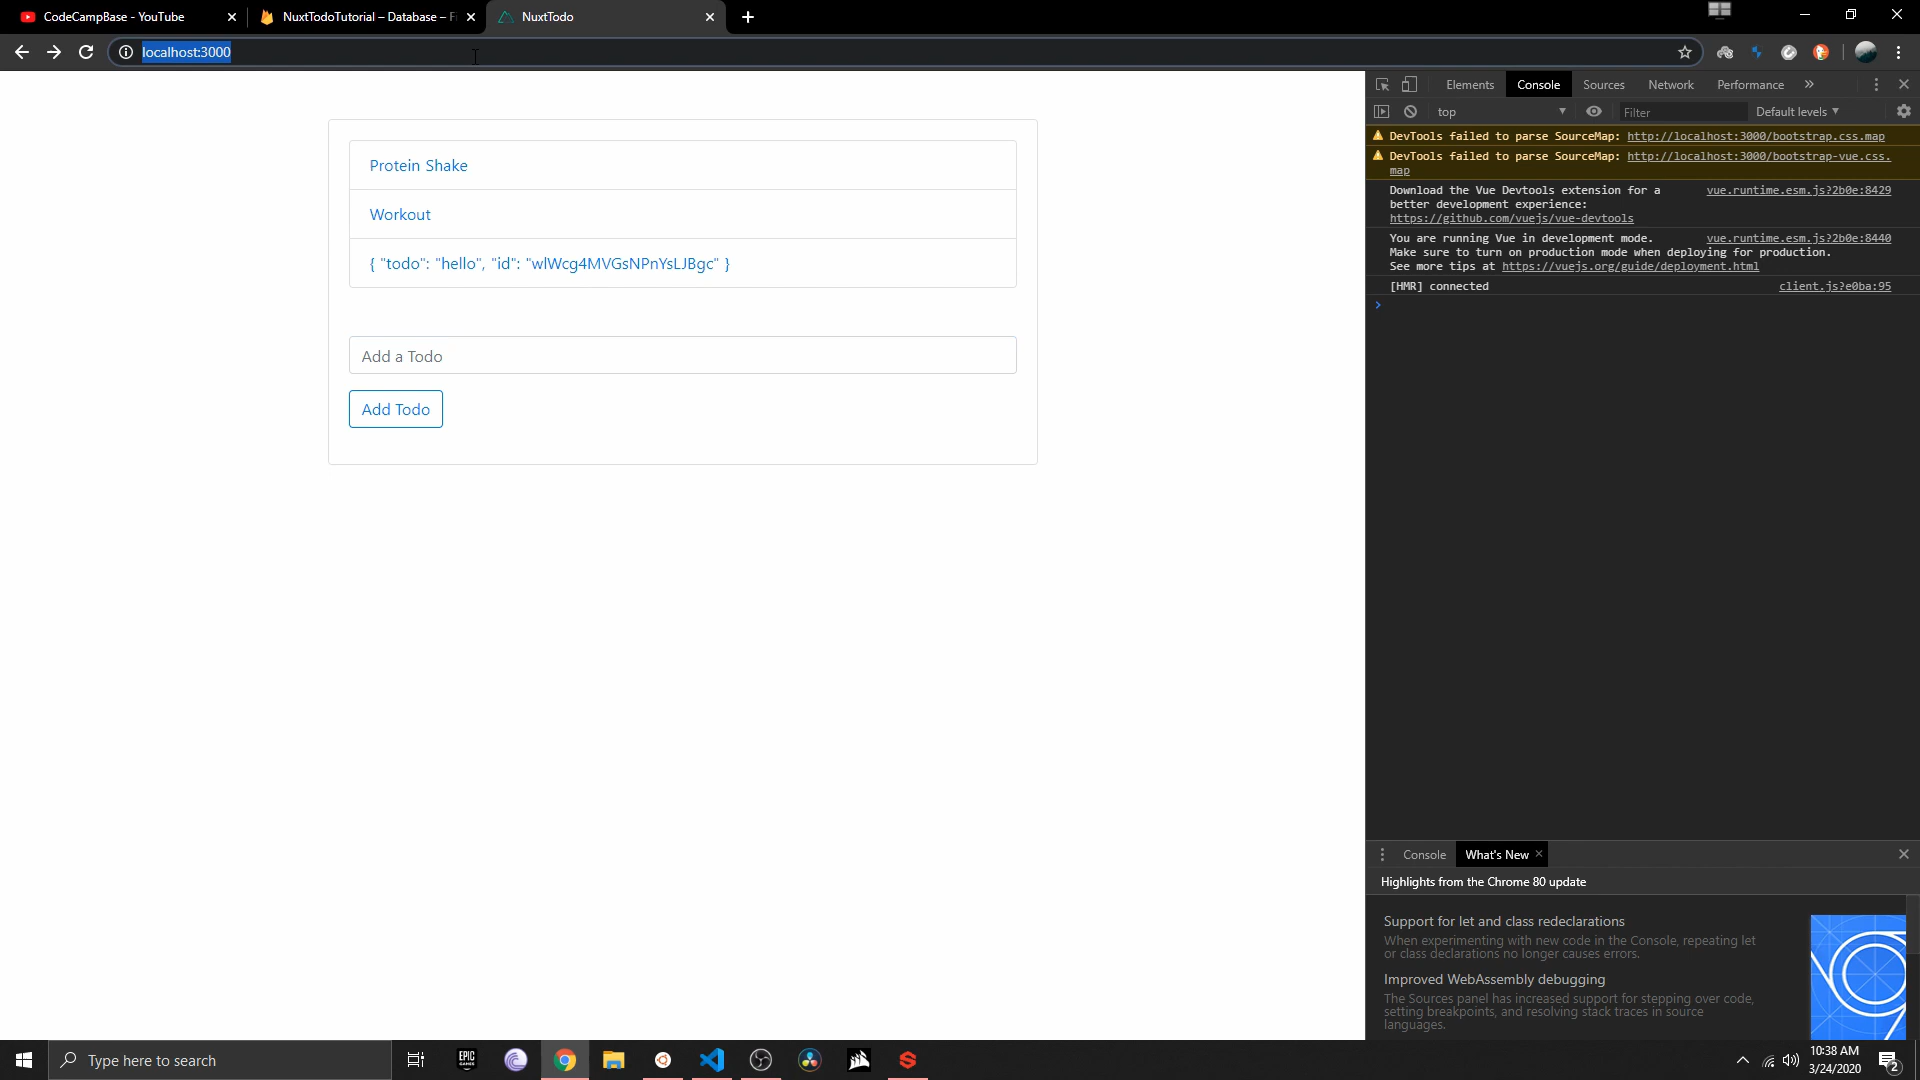 CodeCampBase - YouTube
NuxtTodoTutorial – Database – Fi
NuxtTodo
localhost:3000
Elements Console Sources Network Performance
top Filter Default levels
DevTools failed to parse SourceMap: http://localhost:3000/bootstrap.css.map
DevTools failed to parse SourceMap: http://localhost:3000/bootstrap-vue.css.
map
Download the Vue Devtools extension for a vue.runtime.esm.js?2b0e:8429
better development experience:
https://github.com/vuejs/vue-devtools
You are running Vue in development mode. vue.runtime.esm.js?2b0e:8440
Make sure to turn on production mode when deploying for production.
See more tips at https://vuejs.org/guide/deployment.html
[HMR] connected client.js?e0ba:95
Protein Shake
Workout
{ "todo": "hello", "id": "wlWcg4MVGsNPnYsLJBgc" }
Add a Todo
Add Todo
Console What's New
Highlights from the Chrome 80 update
Support for let and class redeclarations
When experimenting with new code in the Console, repeating let
or class declarations no longer causes errors.
Improved WebAssembly debugging
The Sources panel has increased support for stepping over code,
setting breakpoints, and resolving stack traces in source
languages.
Type here to search
EPIC
GAMES
10:38 AM
3/24/2020
2